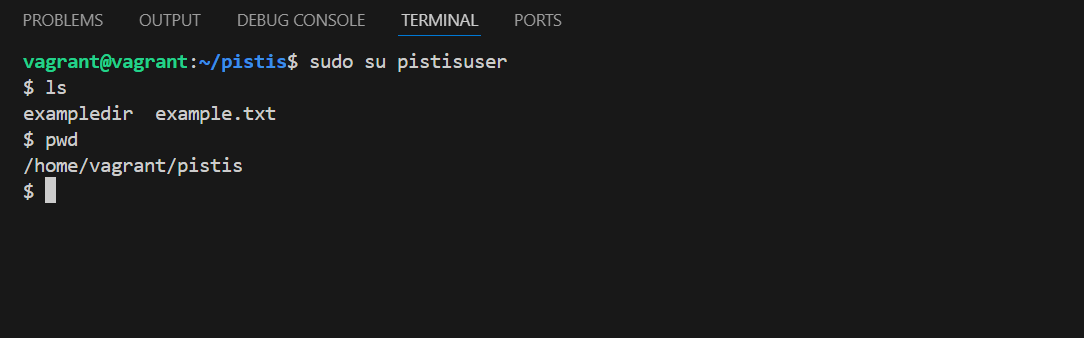 PROBLEMS OUTPUT DEBUG CONSOLE TERMINAL PORTS
vagrant@vagrant:~/pistis$ sudo su pistisuser
$ ls
exampledir  example.txt
$ pwd
/home/vagrant/pistis
$